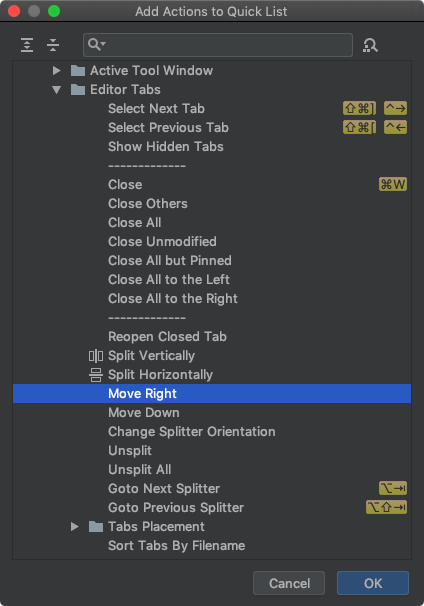 Add Actions to Quick List
Active Tool Window
Editor Tabs
Select Next Tab ⇧⌘] ^→
Select Previous Tab ⇧⌘[ ^←
Show Hidden Tabs
-------------
Close ⌘W
Close Others
Close All
Close Unmodified
Close All but Pinned
Close All to the Left
Close All to the Right
-------------
Reopen Closed Tab
Split Vertically
Split Horizontally
Move Right
Move Down
Change Splitter Orientation
Unsplit
Unsplit All
Goto Next Splitter ⌥⇥
Goto Previous Splitter ⌥⇧⇥
Tabs Placement
Sort Tabs By Filename
Cancel OK